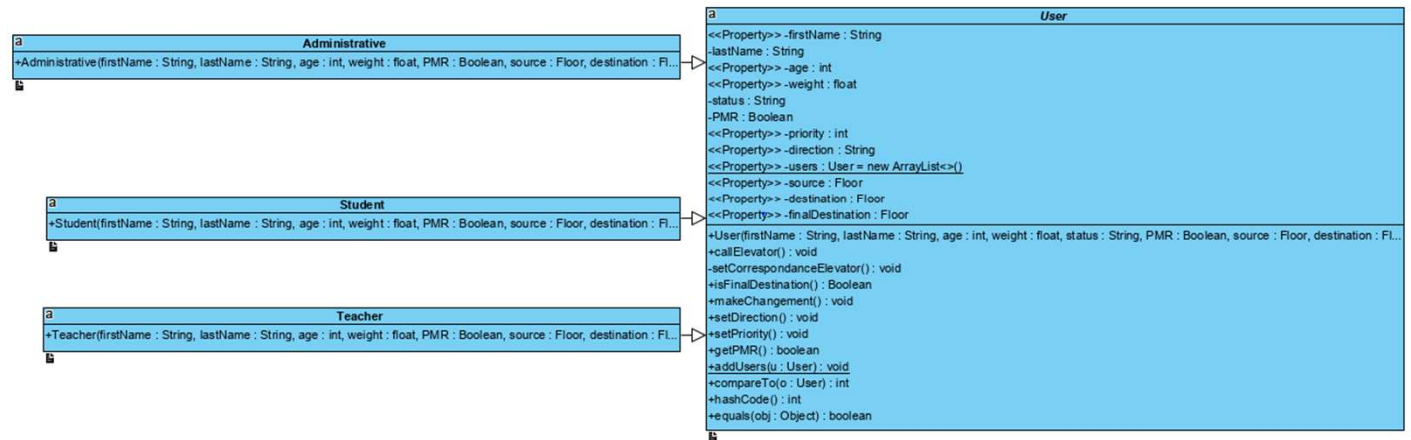 a
Administrative
+Administrative(firstName : String, lastName : String, age : int, weight : float, PMR : Boolean, source : Floor, destination : Fl...
a
Student
+Student(firstName : String, lastName : String, age : int, weight : float, PMR : Boolean, source : Floor, destination : Fl...
a
Teacher
+Teacher(firstName : String, lastName : String, age : int, weight : float, PMR : Boolean, source : Floor, destination : Fl...
a
User
<<Property>> -firstName : String
-lastName : String
<<Property>> -age : int
<<Property>> -weight : float
-status : String
-PMR : Boolean
<<Property>> -priority : int
<<Property>> -direction : String
<<Property>> -users : User = new ArrayList<>()
<<Property>> -source : Floor
<<Property>> -destination : Floor
<<Property>> -finalDestination : Floor
+User(firstName : String, lastName : String, age : int, weight : float, status : String, PMR : Boolean, source : Floor, destination : Fl...
+callElevator() : void
-setCorrespondanceElevator() : void
+isFinalDestination() : Boolean
+makeChangement() : void
+setDirection() : void
+setPriority() : void
+getPMR() : boolean
+addUsers(u : User) : void
+compareTo(o : User) : int
+hashCode() : int
+equals(obj : Object) : boolean